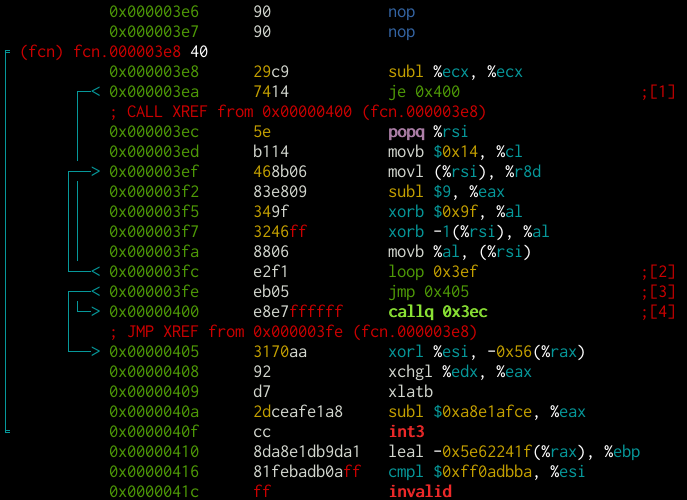 0x000003e6 90 nop
0x000003e7 90 nop
(fcn) fcn.000003e8 40
0x000003e8 29c9 subl %ecx, %ecx
0x000003ea 7414 je 0x400 ;[1]
; CALL XREF from 0x00000400 (fcn.000003e8)
0x000003ec 5e popq %rsi
0x000003ed b114 movb $0x14, %cl
0x000003ef 468b06 movl (%rsi), %r8d
0x000003f2 83e809 subl $9, %eax
0x000003f5 349f xorb $0x9f, %al
0x000003f7 3246ff xorb -1(%rsi), %al
0x000003fa 8806 movb %al, (%rsi)
0x000003fc e2f1 loop 0x3ef ;[2]
0x000003fe eb05 jmp 0x405 ;[3]
0x00000400 e8e7ffffff callq 0x3ec ;[4]
; JMP XREF from 0x000003fe (fcn.000003e8)
0x00000405 3170aa xorl %esi, -0x56(%rax)
0x00000408 92 xchgl %edx, %eax
0x00000409 d7 xlatb
0x0000040a 2dceafe1a8 subl $0xa8e1afce, %eax
0x0000040f cc int3
0x00000410 8da8e1db9da1 leal -0x5e62241f(%rax), %ebp
0x00000416 81febadb0aff cmpl $0xff0adbba, %esi
0x0000041c ff invalid